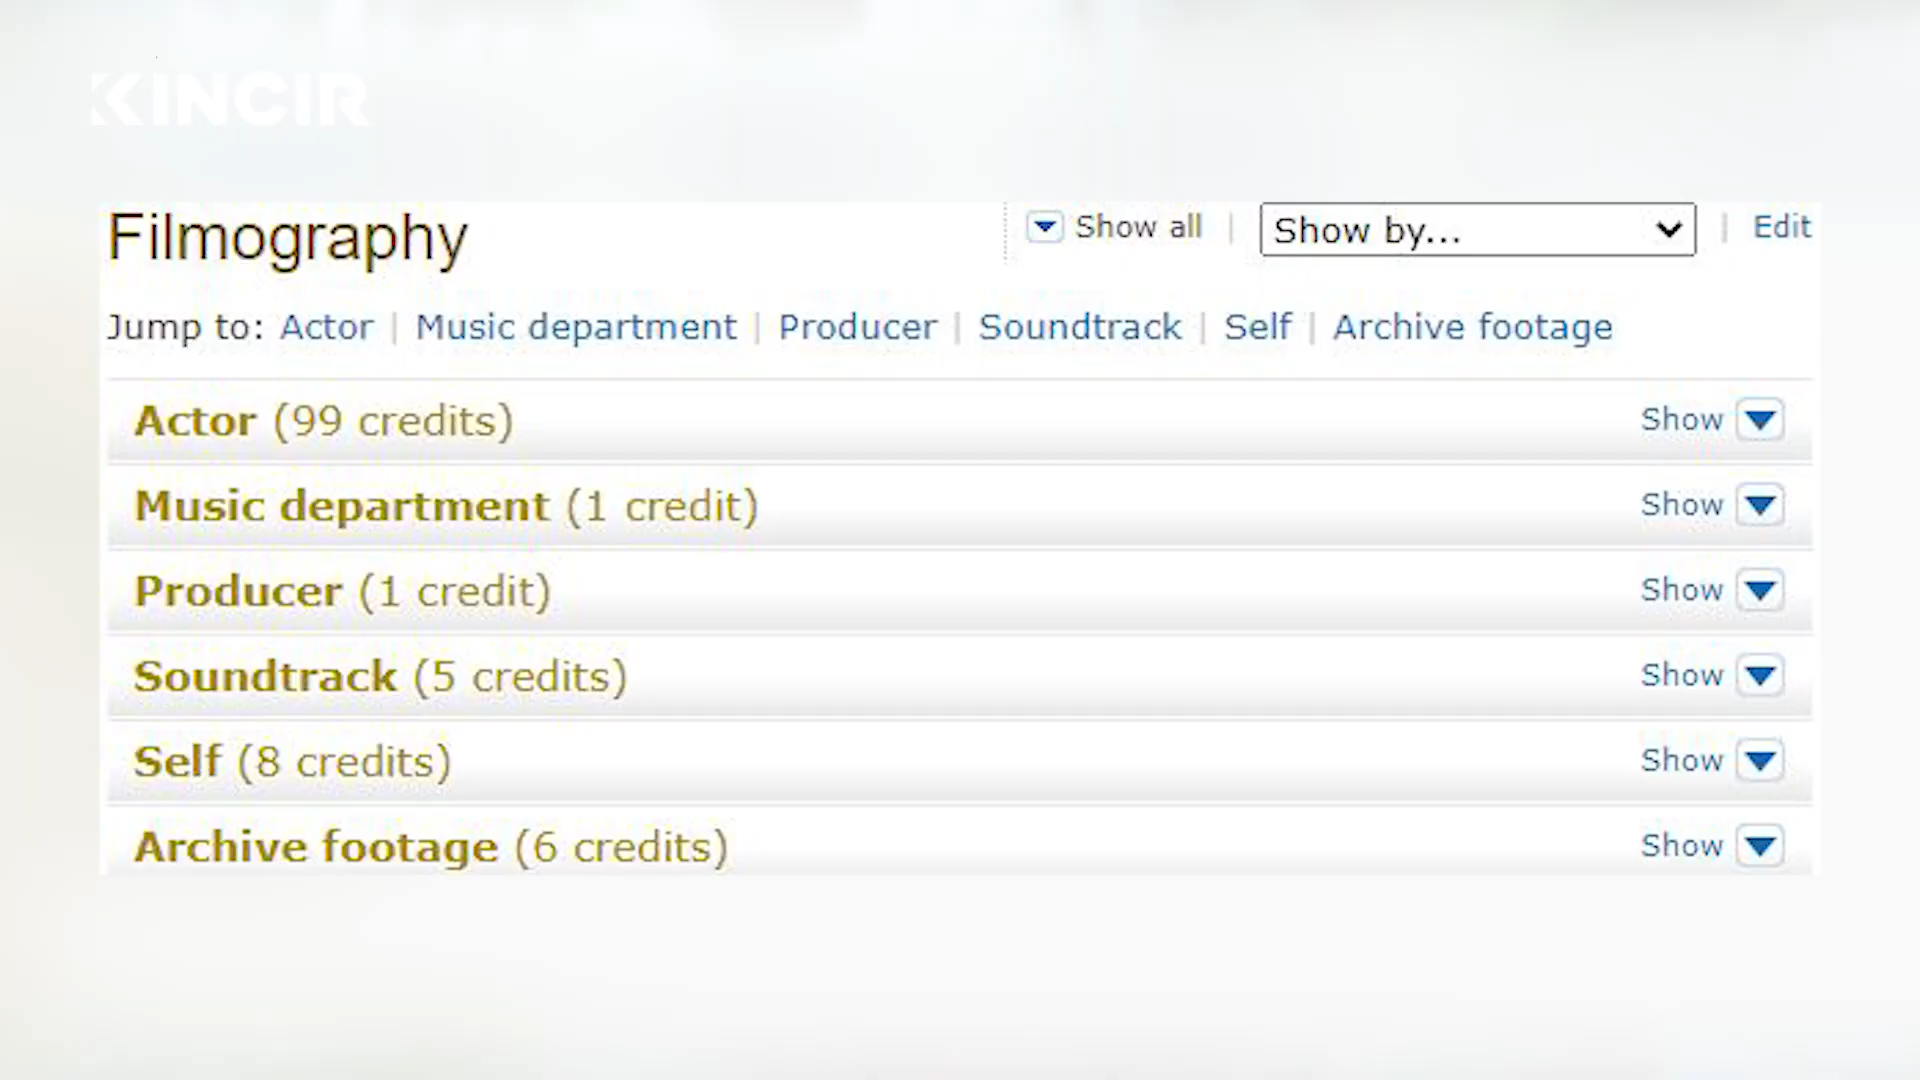 KINCIR
Filmography
Show all | Show by... | Edit
Jump to: Actor | Music department | Producer | Soundtrack | Self | Archive footage
Actor (99 credits) Show
Music department (1 credit) Show
Producer (1 credit) Show
Soundtrack (5 credits) Show
Self (8 credits) Show
Archive footage (6 credits) Show